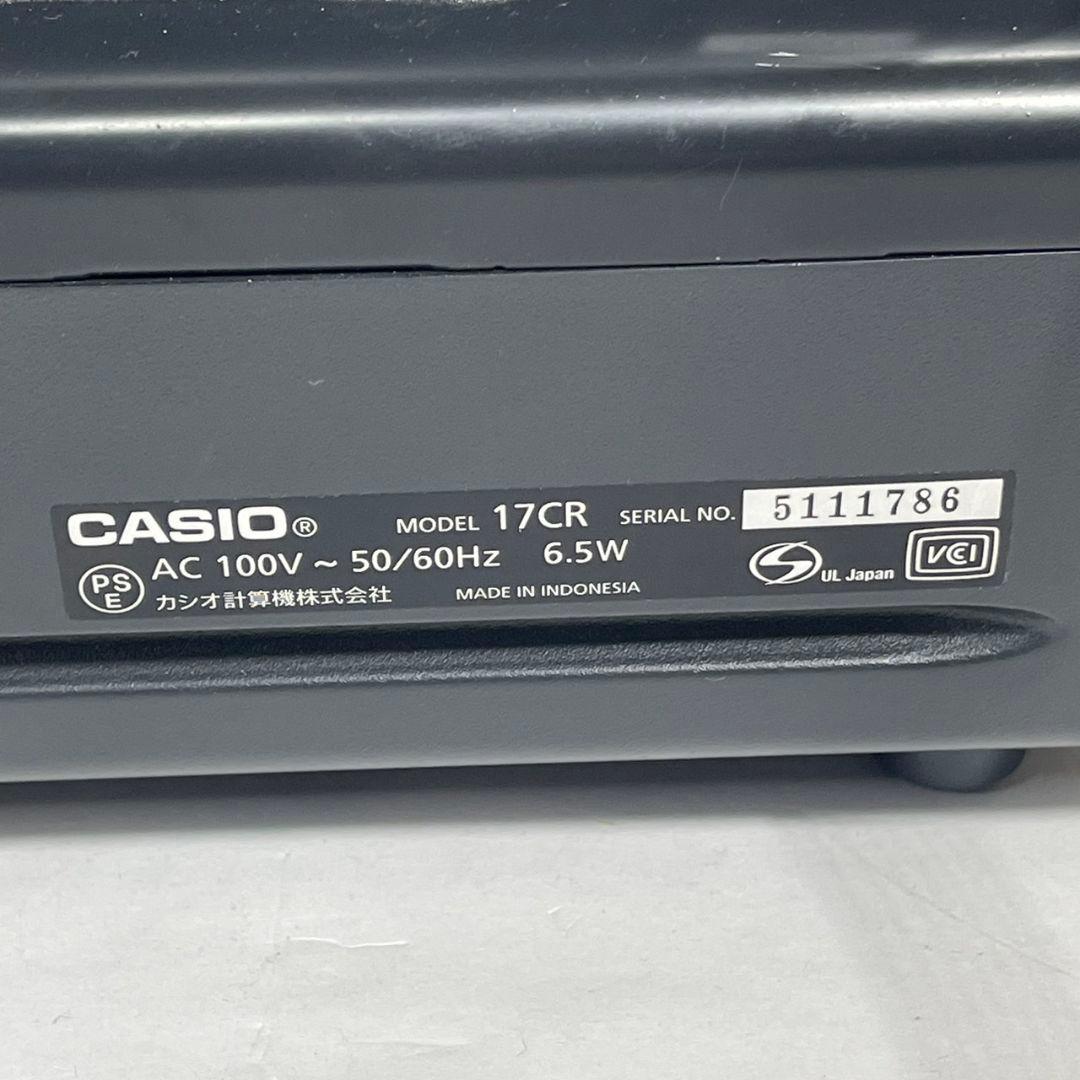 CASIO® MODEL 17CR SERIAL NO. 5111786
PSE AC 100V ~ 50/60Hz 6.5W UL Japan VCI
カシオ計算機株式会社 MADE IN INDONESIA